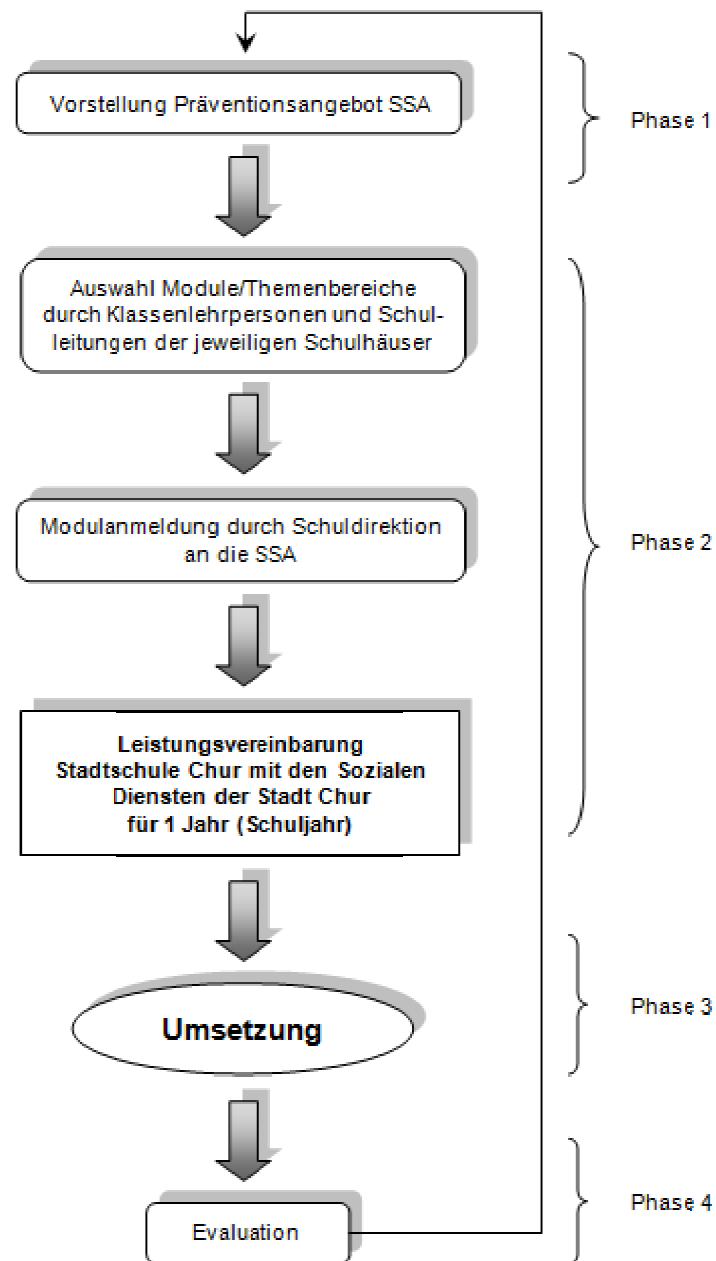 Vorstellung Präventionsangebot SSA
Phase 1
Auswahl Module/Themenbereiche
durch Klassenlehrpersonen und Schul-
leitungen der jeweiligen Schulhäuser
Modulanmeldung durch Schuldirektion
an die SSA
Phase 2
Leistungsvereinbarung
Stadtschule Chur mit den Sozialen
Diensten der Stadt Chur
für 1 Jahr (Schuljahr)
Umsetzung
Phase 3
Evaluation
Phase 4